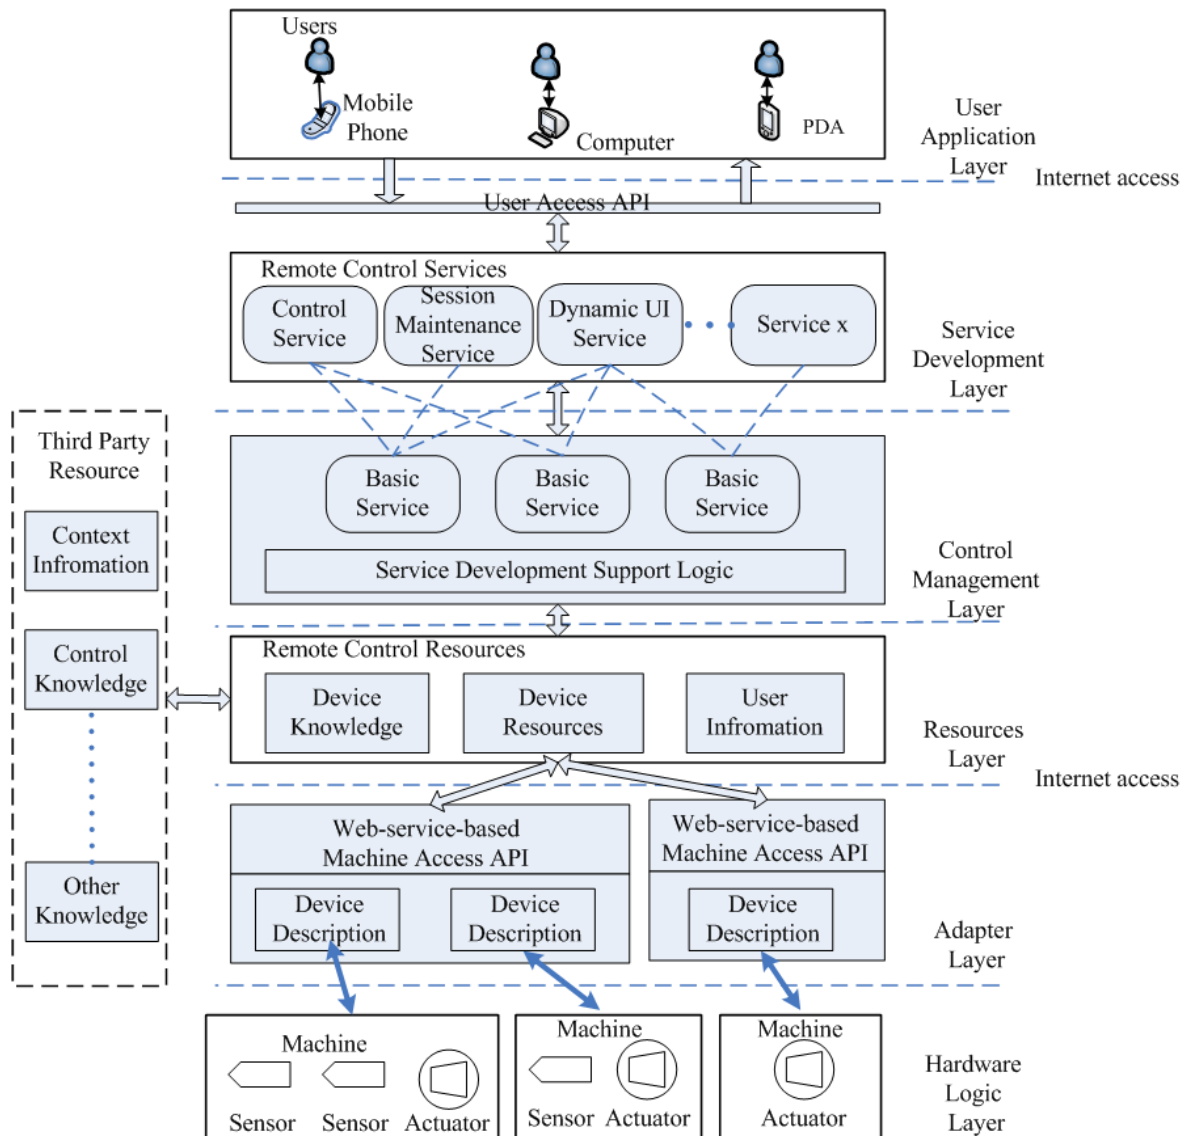 Users
Mobile
Phone
Computer
PDA
User
Application
Layer
Internet access
User Access API
Remote Control Services
Control
Service
Session
Maintenance
Service
Dynamic UI
Service
Service x
Service
Development
Layer
Third Party
Resource
Context
Infromation
Control
Knowledge
Other
Knowledge
Basic
Service
Basic
Service
Basic
Service
Service Development Support Logic
Control
Management
Layer
Remote Control Resources
Device
Knowledge
Device
Resources
User
Infromation
Resources
Layer
Internet access
Web-service-based
Machine Access API
Device
Description
Device
Description
Web-service-based
Machine Access API
Device
Description
Adapter
Layer
Machine
Sensor
Sensor
Actuator
Machine
Sensor
Actuator
Machine
Actuator
Hardware
Logic
Layer